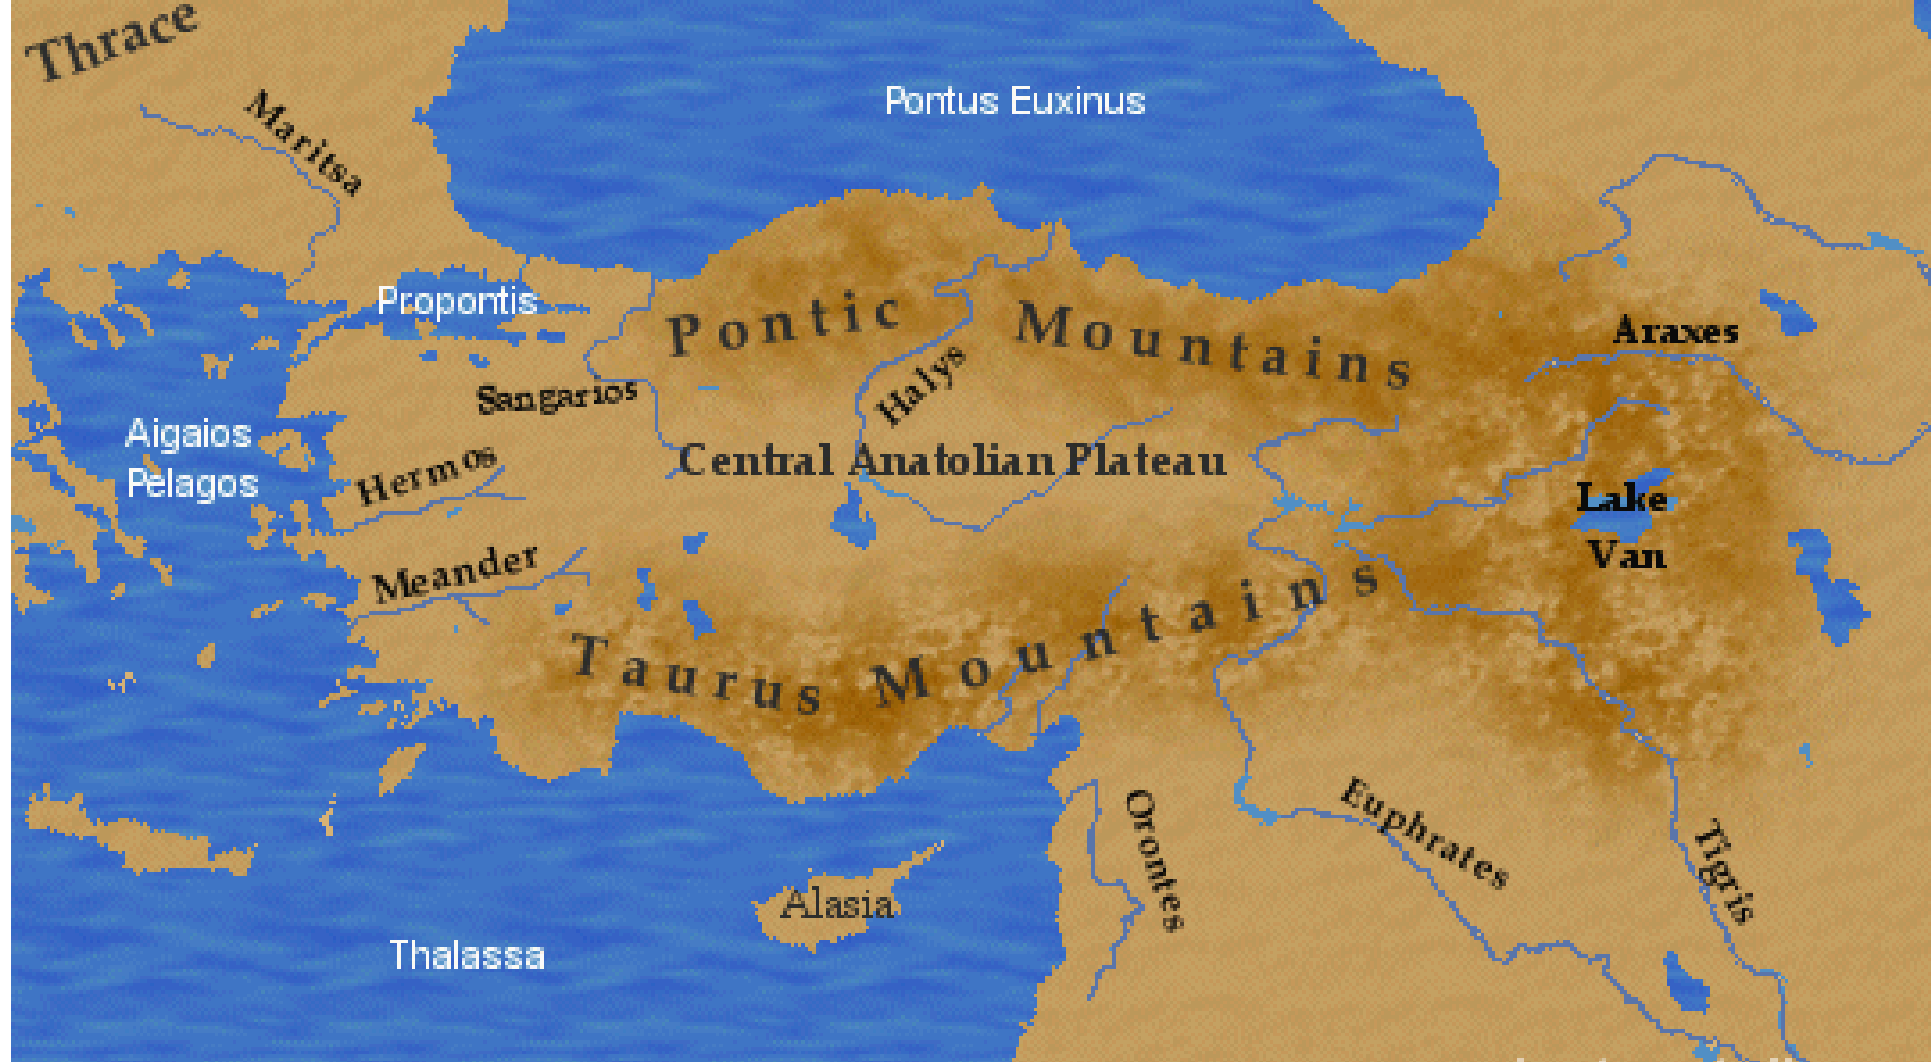 Thrace
Maritsa
Pontus Euxinus
Propontis
Pontic Mountains
Araxes
Sangarios
Halys
Aigaios
Pelagos
Hermos
Central Anatolian Plateau
Lake
Van
Meander
Taurus Mountains
Orontes
Euphrates
Tigris
Alasia
Thalassa